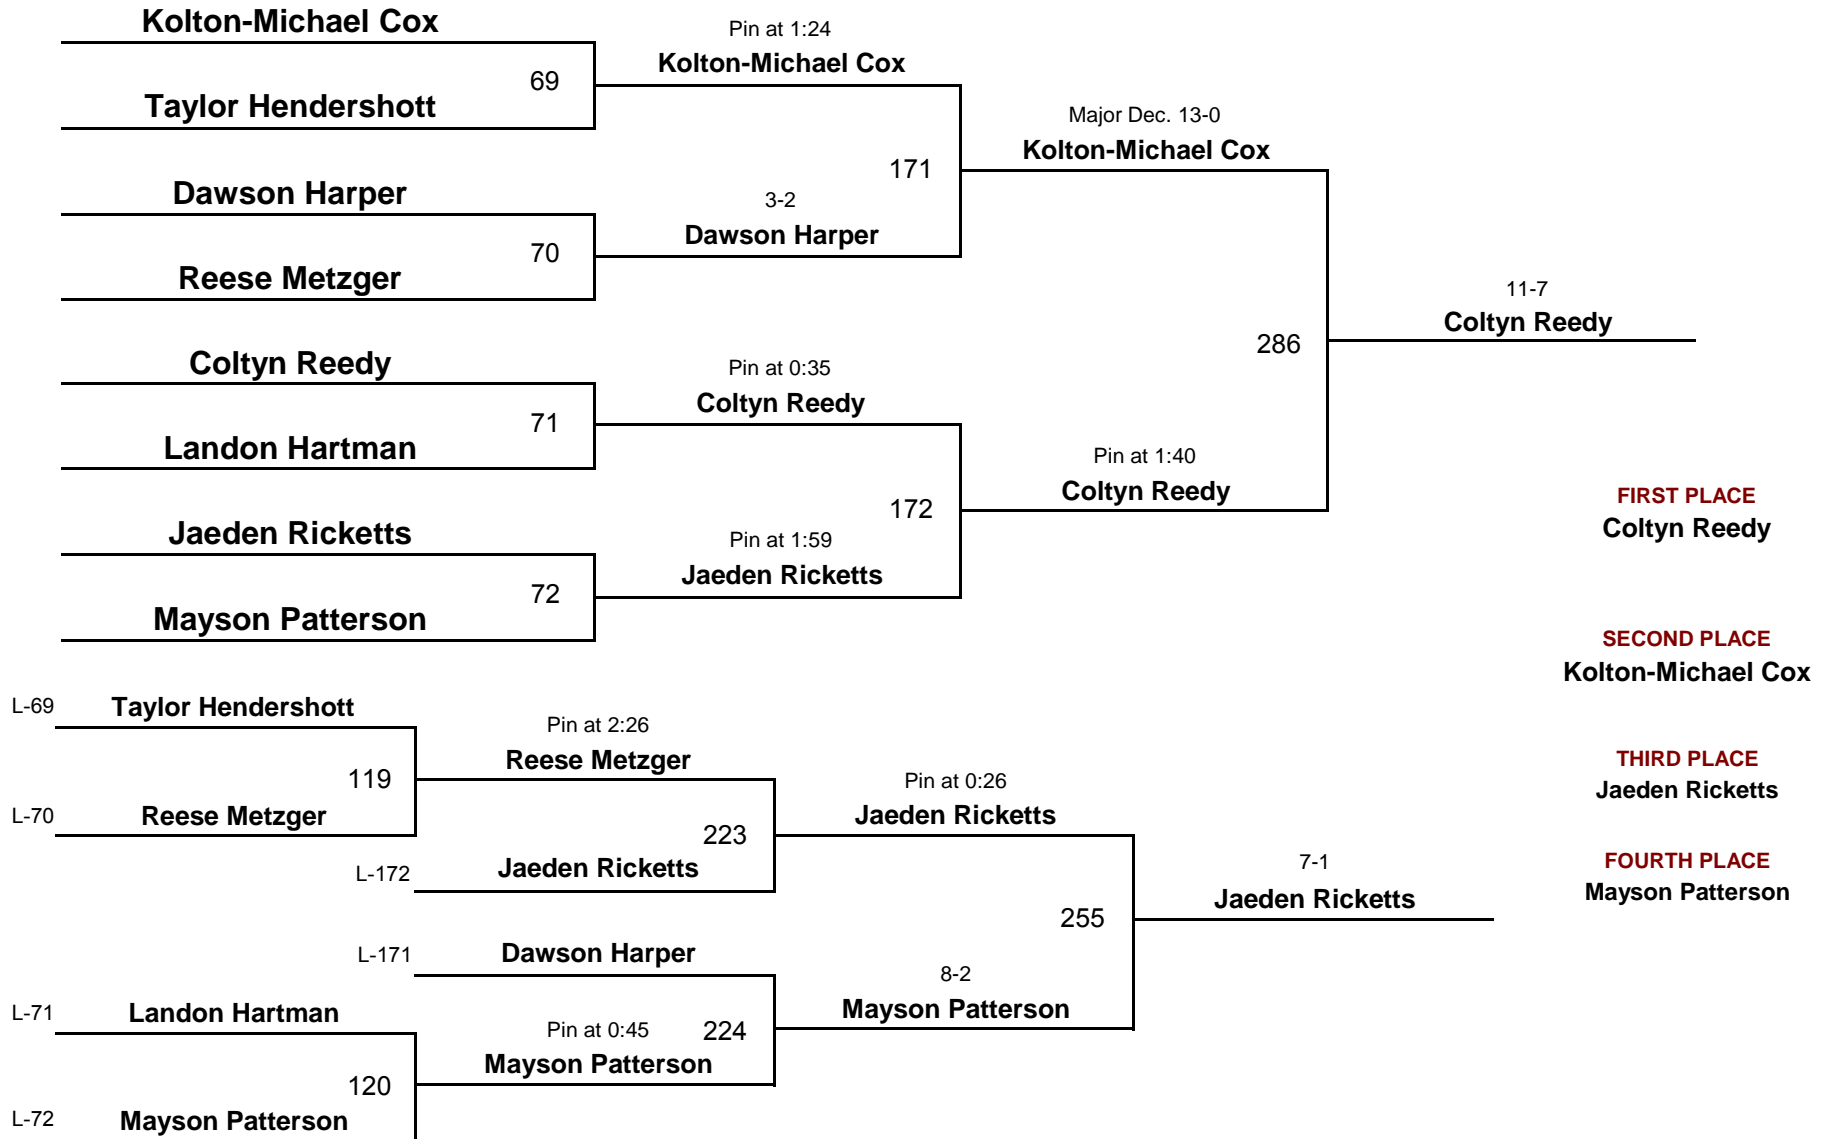 Kolton-Michael Cox
Pin at 1:24
Kolton-Michael Cox
69
Taylor Hendershott
Major Dec. 13-0
Kolton-Michael Cox
171
Dawson Harper
3-2
Dawson Harper
70
Reese Metzger
11-7
Coltyn Reedy
286
Coltyn Reedy
Pin at 0:35
Coltyn Reedy
71
Landon Hartman
Pin at 1:40
Coltyn Reedy
172
Jaeden Ricketts
Pin at 1:59
Jaeden Ricketts
72
Mayson Patterson
FIRST PLACE
Coltyn Reedy
SECOND PLACE
Kolton-Michael Cox
THIRD PLACE
Jaeden Ricketts
FOURTH PLACE
Mayson Patterson
L-69 Taylor Hendershott
Pin at 2:26
Reese Metzger
119
L-70 Reese Metzger
Pin at 0:26
Jaeden Ricketts
223
L-172 Jaeden Ricketts
7-1
Jaeden Ricketts
255
L-171 Dawson Harper
8-2
Mayson Patterson
L-71 Landon Hartman
Pin at 0:45 224
Mayson Patterson
120
L-72 Mayson Patterson